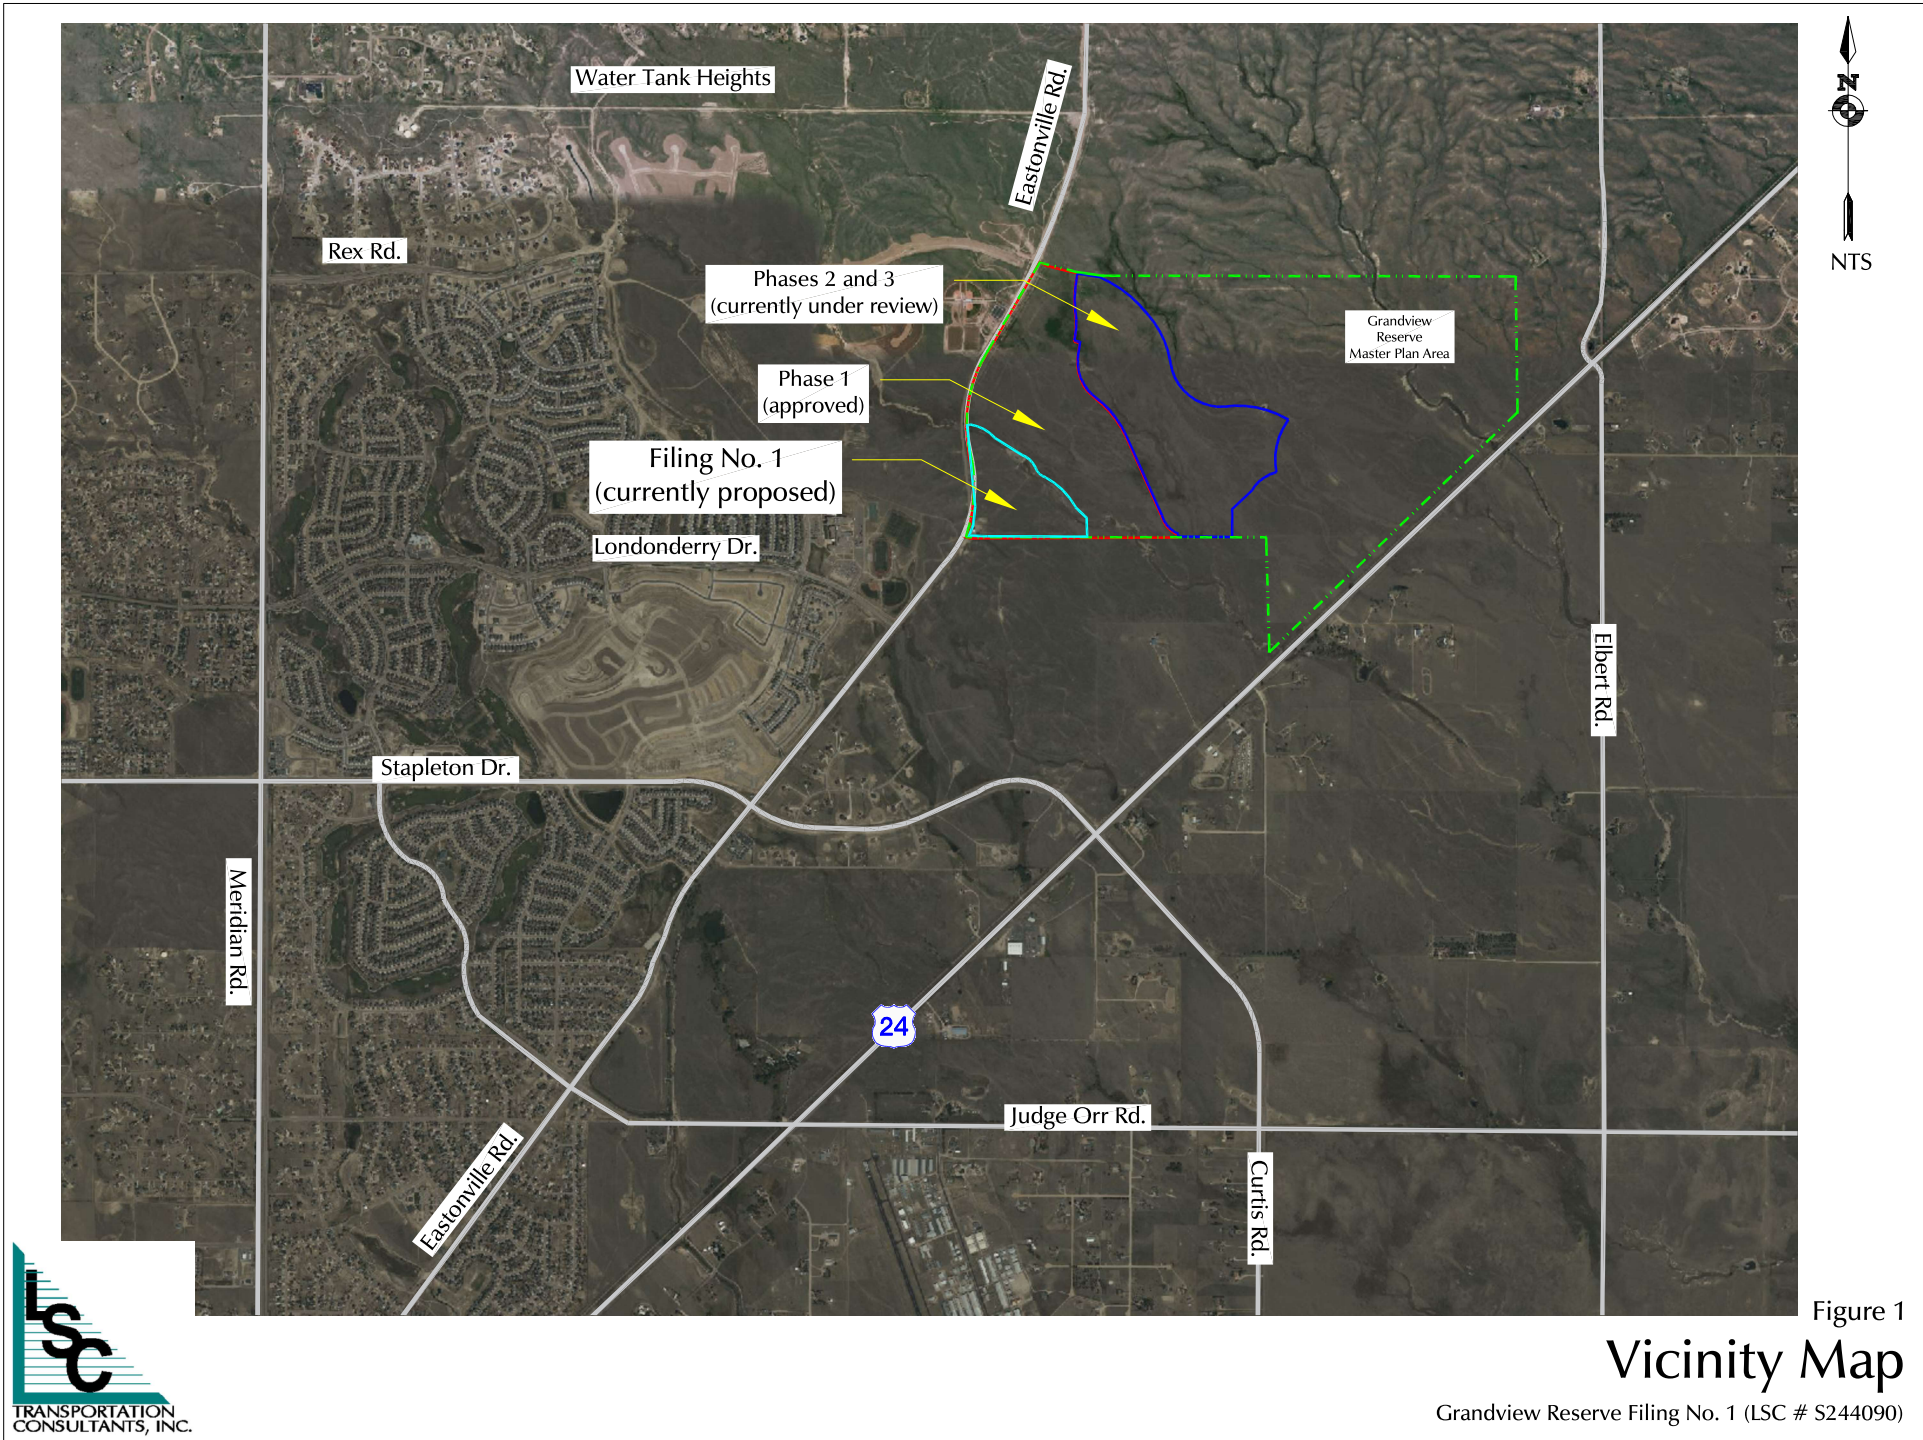 Water Tank Heights
Eastonville Rd.
N
NTS
Rex Rd.
Phases 2 and 3
(currently under review)
Grandview
Reserve
Master Plan Area
Phase 1
(approved)
Filing No. 1
(currently proposed)
Londonderry Dr.
Elbert Rd.
Stapleton Dr.
Meridian Rd.
24
Judge Orr Rd.
Eastonville Rd.
Curtis Rd.
LSC
TRANSPORTATION
CONSULTANTS, INC.
Figure 1
Vicinity Map
Grandview Reserve Filing No. 1 (LSC # S244090)